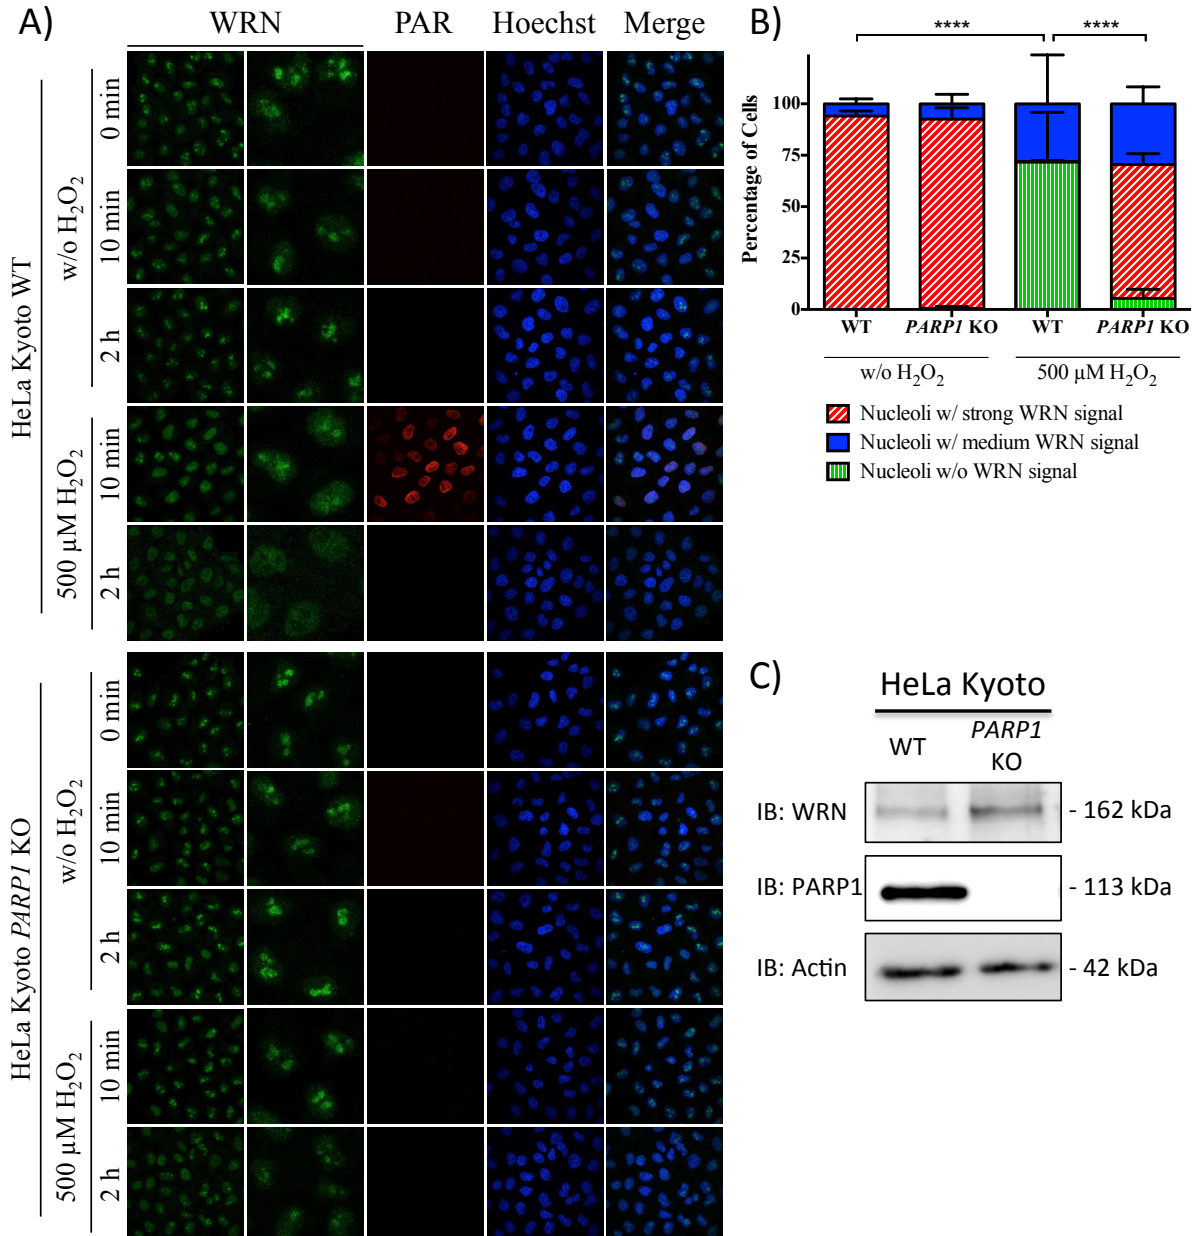 A)
WRN
PAR
Hoechst
Merge
HeLa Kyoto WT
w/o H₂O₂
0 min
10 min
2 h
500 µM H₂O₂
10 min
2 h
HeLa Kyoto PARP1 KO
w/o H₂O₂
0 min
10 min
2 h
500 µM H₂O₂
10 min
2 h
B)
****
****
Percentage of Cells
100
75
50
25
0
WT
PARP1 KO
WT
PARP1 KO
w/o H₂O₂
500 µM H₂O₂
Nucleoli w/ strong WRN signal
Nucleoli w/ medium WRN signal
Nucleoli w/o WRN signal
C)
HeLa Kyoto
WT
PARP1
KO
IB: WRN
- 162 kDa
IB: PARP1
- 113 kDa
IB: Actin
- 42 kDa